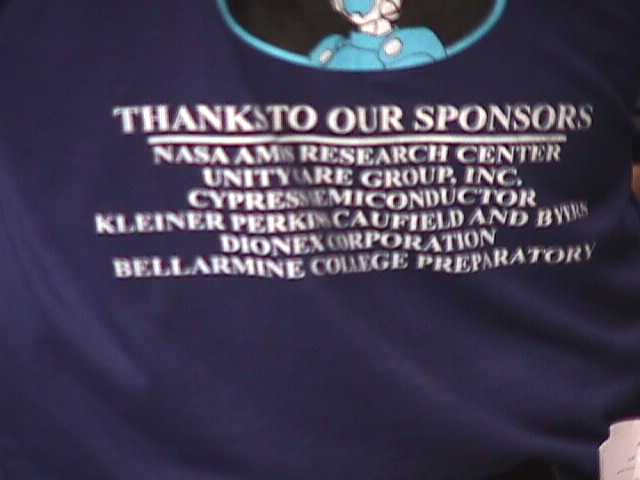 THANKS TO OUR SPONSORS
NASA AMES RESEARCH CENTER
UNITY CARE GROUP, INC.
CYPRESS SEMICONDUCTOR
KLEINER PERKINS CAUFIELD AND BYERS
DIONEX CORPORATION
BELLARMINE COLLEGE PREPARATORY